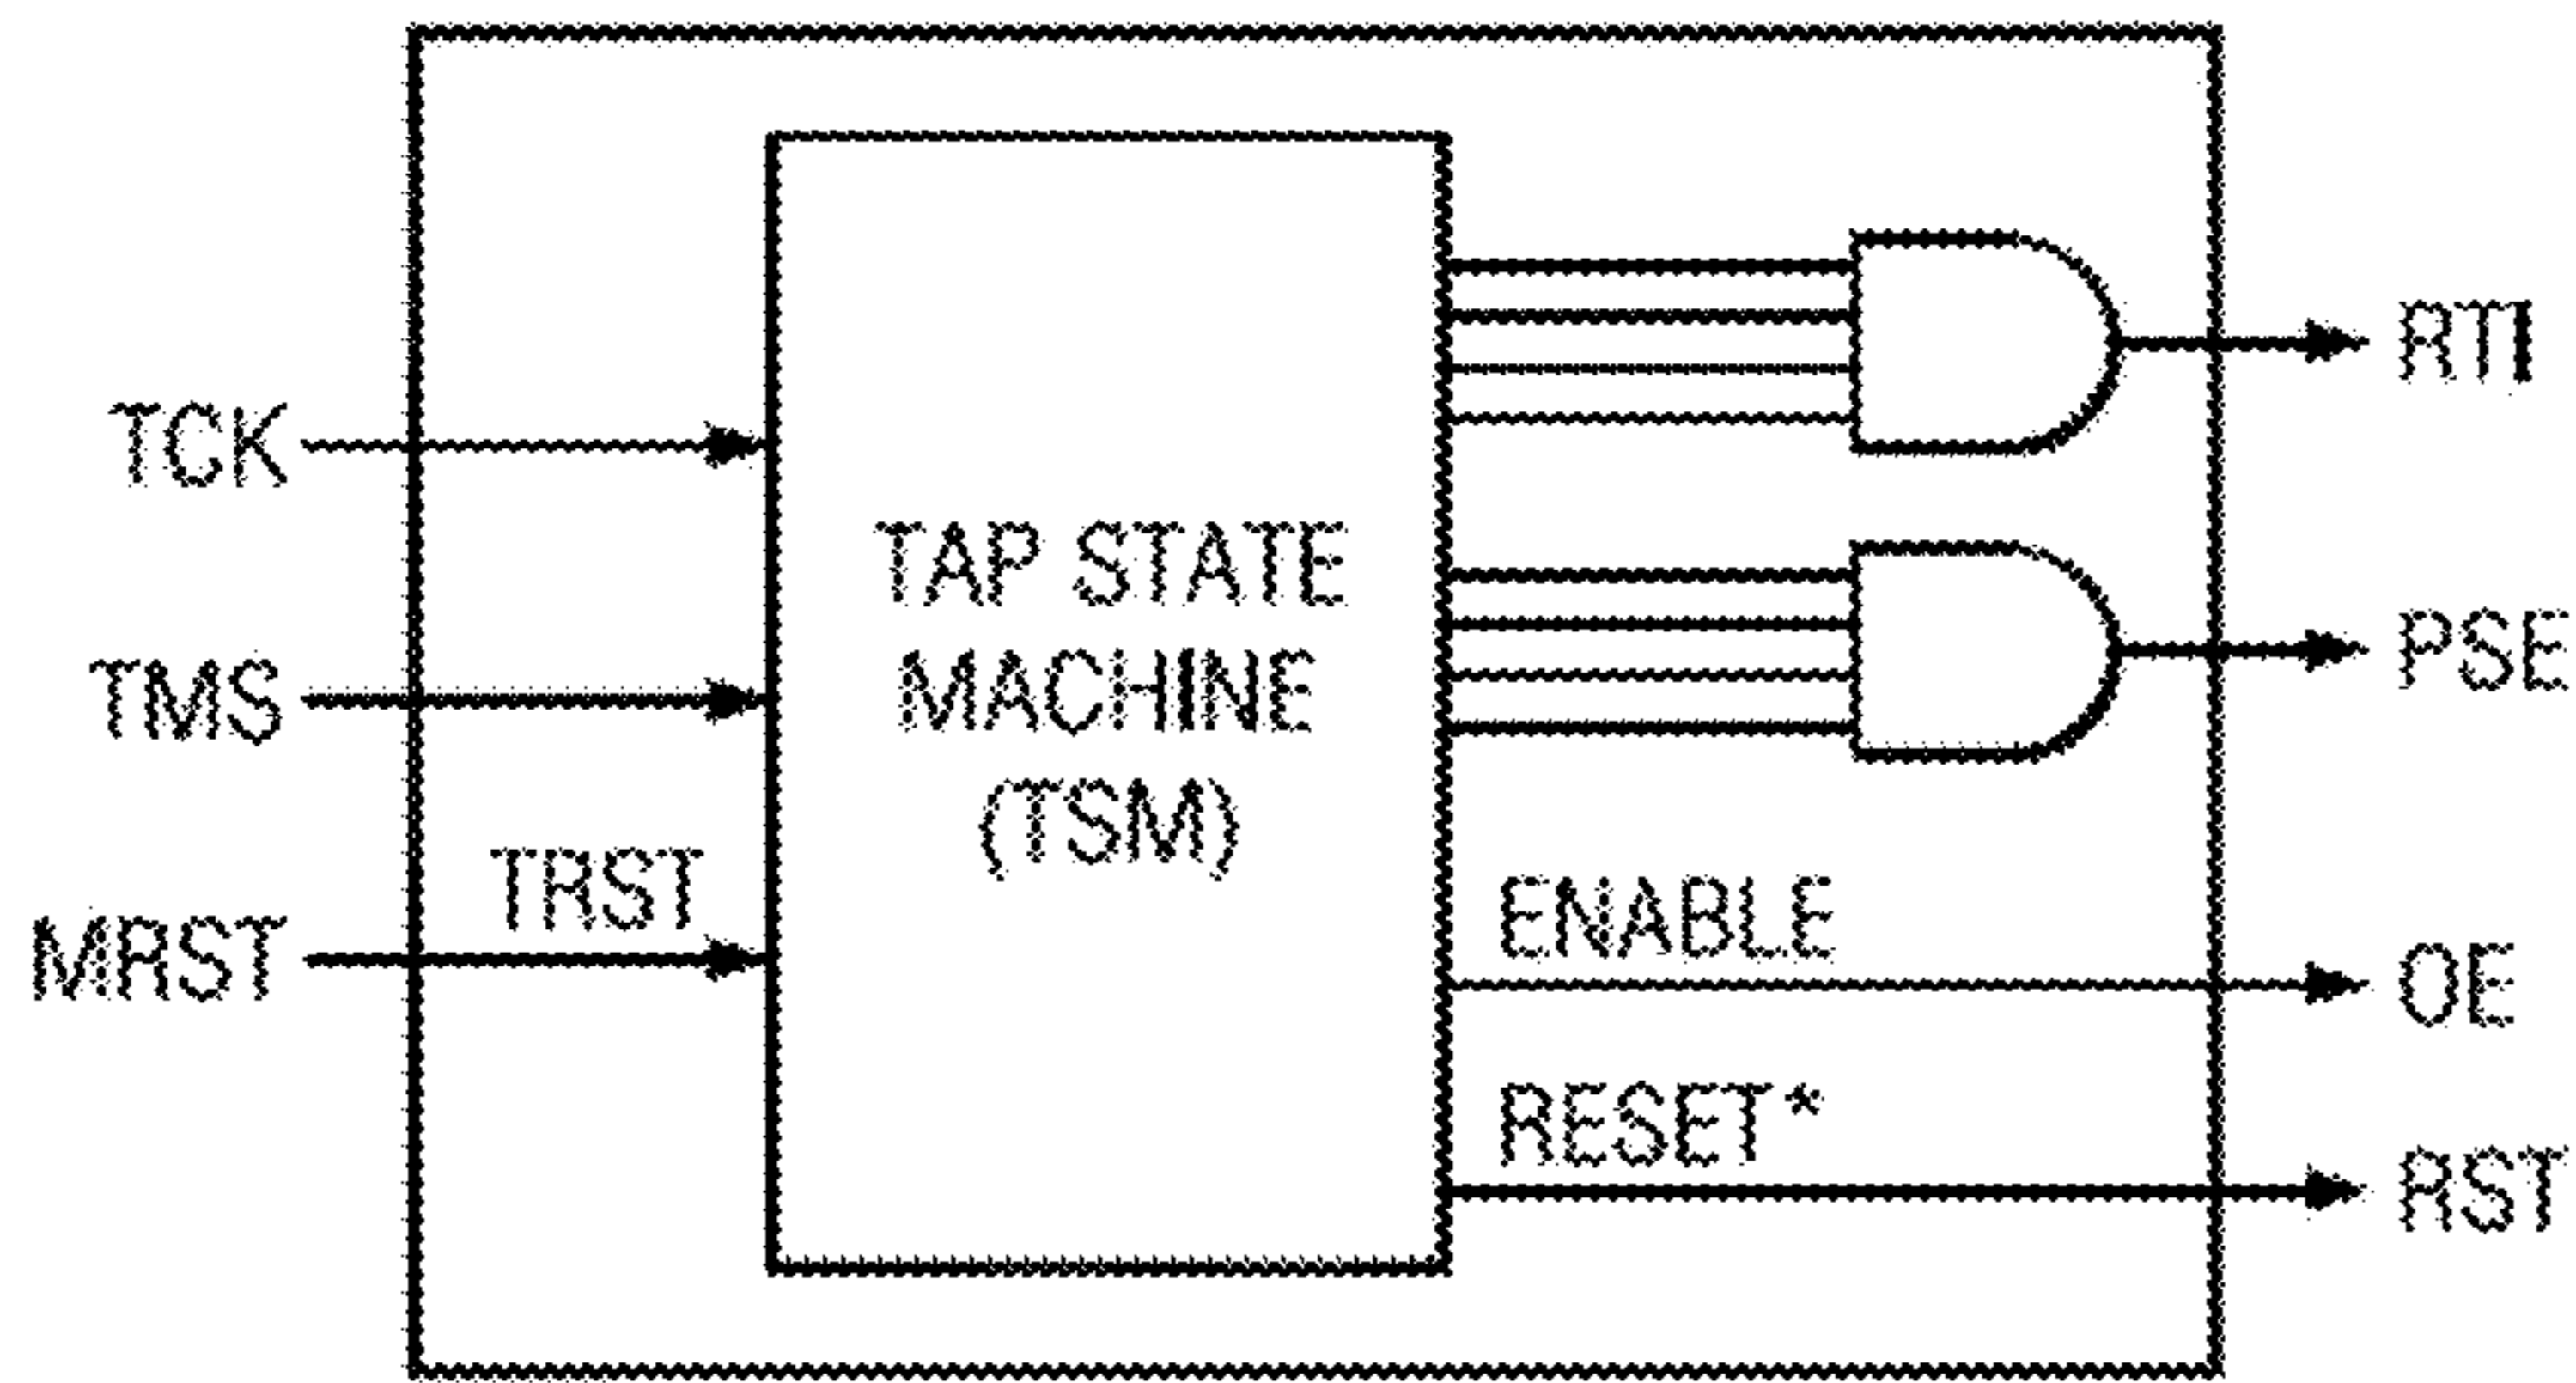 TCK
TMS
MRST
TRST
TAP STATE
MACHINE
(TSM)
ENABLE
RESET*
RTI
PSE
OE
RST